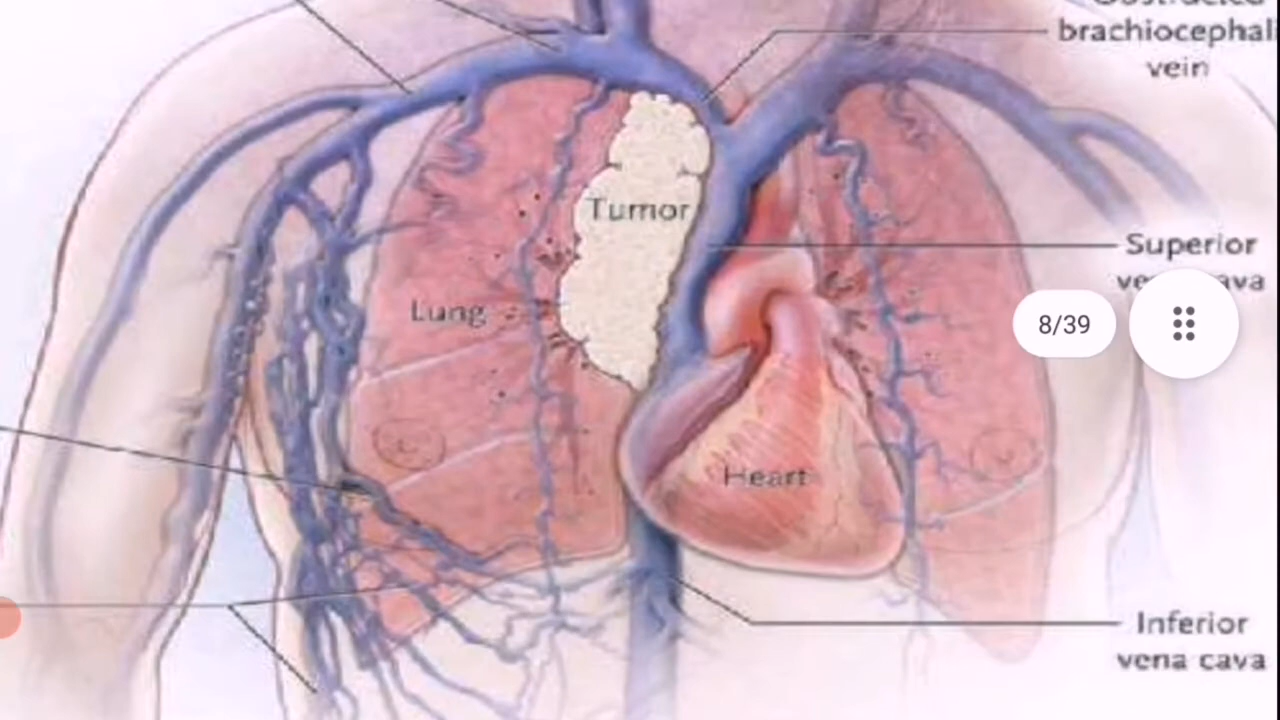 brachiocephali
vein
Tumor
Superior
Lung
8/39
Heart
Inferior
vena cava